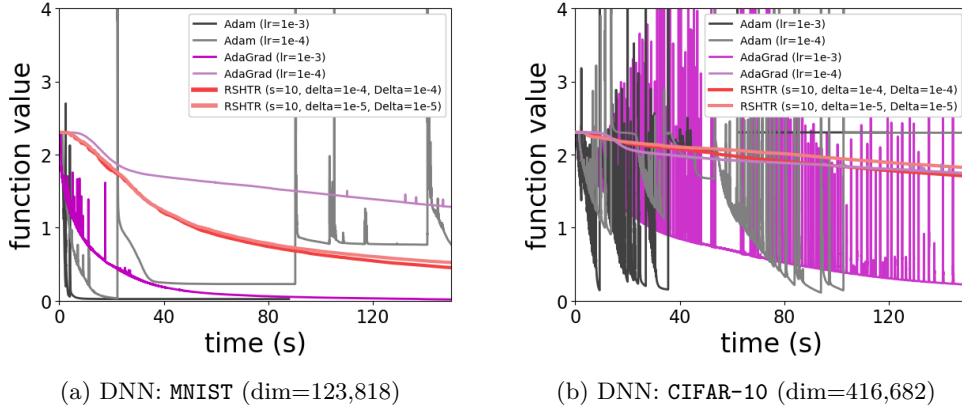 4
3
2
1
0
function value
0
40
80
120
time (s)
Adam (lr=1e-3)
Adam (lr=1e-4)
AdaGrad (lr=1e-3)
AdaGrad (lr=1e-4)
RSHTR (s=10, delta=1e-4, Delta=1e-4)
RSHTR (s=10, delta=1e-5, Delta=1e-5)
(a) DNN: MNIST (dim=123,818)
4
3
2
1
0
function value
0
40
80
120
time (s)
Adam (lr=1e-3)
Adam (lr=1e-4)
AdaGrad (lr=1e-3)
AdaGrad (lr=1e-4)
RSHTR (s=10, delta=1e-4, Delta=1e-4)
RSHTR (s=10, delta=1e-5, Delta=1e-5)
(b) DNN: CIFAR-10 (dim=416,682)